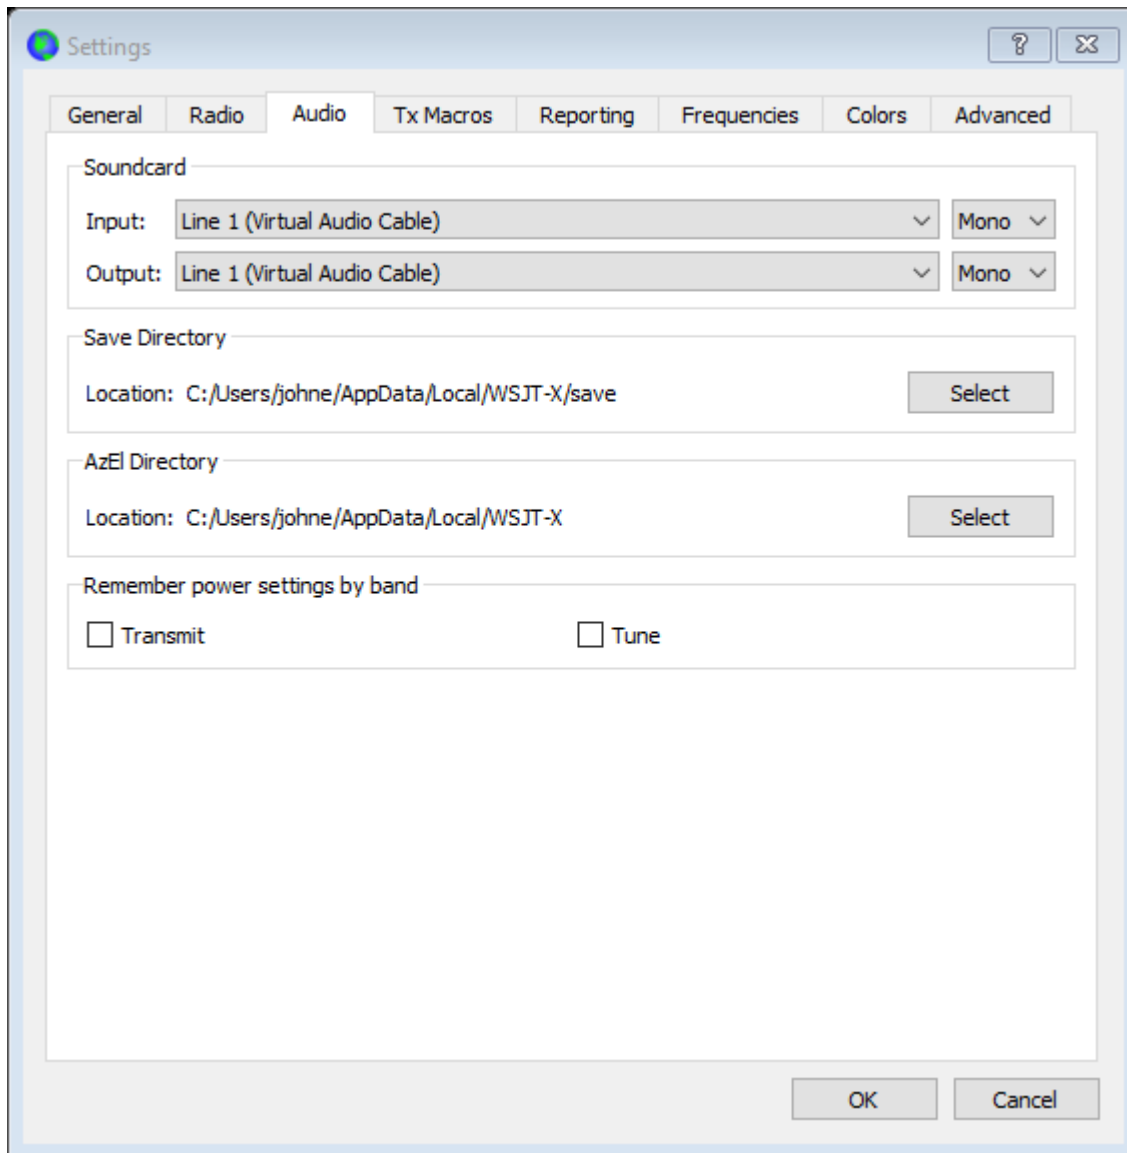 Settings
General Radio Audio Tx Macros Reporting Frequencies Colors Advanced
Soundcard
Input: Line 1 (Virtual Audio Cable) Mono
Output: Line 1 (Virtual Audio Cable) Mono
Save Directory
Location: C:/Users/johne/AppData/Local/WSJT-X/save Select
AzEl Directory
Location: C:/Users/johne/AppData/Local/WSJT-X Select
Remember power settings by band
Transmit Tune
OK Cancel